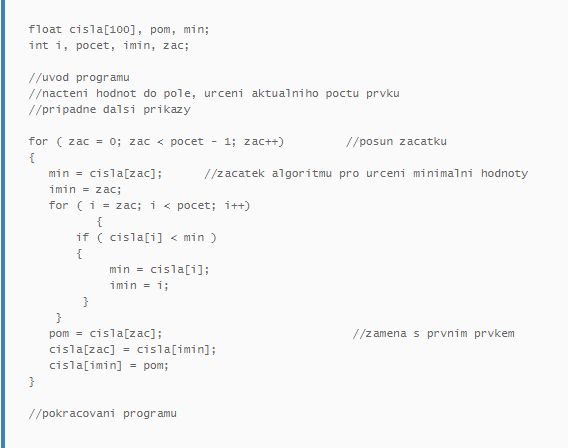 float cisla[100], pom, min;
int i, pocet, imin, zac;

//uvod programu
//nacteni hodnot do pole, urceni aktualniho poctu prvku
//pripadne dalsi prikazy

for ( zac = 0; zac < pocet - 1; zac++)         //posun zacatku
{
   min = cisla[zac];      //zacatek algoritmu pro urceni minimalni hodnoty
   imin = zac;
   for ( i = zac; i < pocet; i++)
          {
       if ( cisla[i] < min )
       {
            min = cisla[i];
            imin = i;
        }
    }
   pom = cisla[zac];                            //zamena s prvnim prvkem
   cisla[zac] = cisla[imin];
   cisla[imin] = pom;
}

//pokracovani programu